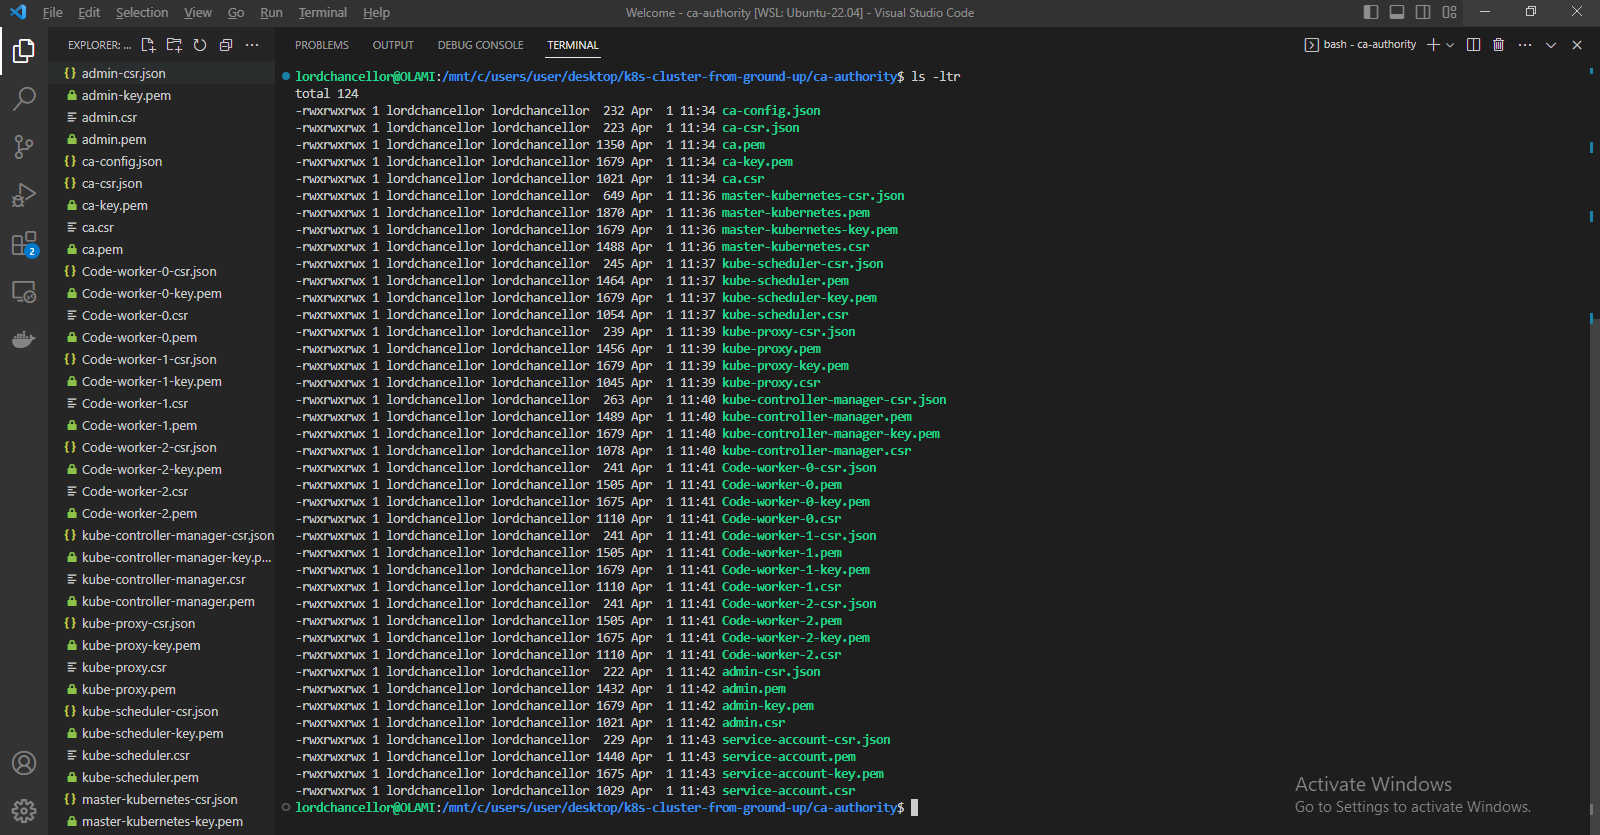 File Edit Selection View Go Run Terminal Help
Welcome - ca-authority [WSL: Ubuntu-22.04] - Visual Studio Code
EXPLORER: ...
admin-csr.json
admin-key.pem
admin.csr
admin.pem
ca-config.json
ca-csr.json
ca-key.pem
ca.csr
ca.pem
Code-worker-0-csr.json
Code-worker-0-key.pem
Code-worker-0.csr
Code-worker-0.pem
Code-worker-1-csr.json
Code-worker-1-key.pem
Code-worker-1.csr
Code-worker-1.pem
Code-worker-2-csr.json
Code-worker-2-key.pem
Code-worker-2.csr
Code-worker-2.pem
kube-controller-manager-csr.json
kube-controller-manager-key.p...
kube-controller-manager.csr
kube-controller-manager.pem
kube-proxy-csr.json
kube-proxy-key.pem
kube-proxy.csr
kube-proxy.pem
kube-scheduler-csr.json
kube-scheduler-key.pem
kube-scheduler.csr
kube-scheduler.pem
master-kubernetes-csr.json
master-kubernetes-key.pem
2
PROBLEMS OUTPUT DEBUG CONSOLE TERMINAL
bash - ca-authority
lordchancellor@OLAMI:/mnt/c/users/user/desktop/k8s-cluster-from-ground-up/ca-authority$ ls -ltr
total 124
-rwxrwxrwx 1 lordchancellor lordchancellor  232 Apr  1 11:34 ca-config.json
-rwxrwxrwx 1 lordchancellor lordchancellor  223 Apr  1 11:34 ca-csr.json
-rwxrwxrwx 1 lordchancellor lordchancellor 1350 Apr  1 11:34 ca.pem
-rwxrwxrwx 1 lordchancellor lordchancellor 1679 Apr  1 11:34 ca-key.pem
-rwxrwxrwx 1 lordchancellor lordchancellor 1021 Apr  1 11:34 ca.csr
-rwxrwxrwx 1 lordchancellor lordchancellor  649 Apr  1 11:36 master-kubernetes-csr.json
-rwxrwxrwx 1 lordchancellor lordchancellor 1870 Apr  1 11:36 master-kubernetes.pem
-rwxrwxrwx 1 lordchancellor lordchancellor 1679 Apr  1 11:36 master-kubernetes-key.pem
-rwxrwxrwx 1 lordchancellor lordchancellor 1488 Apr  1 11:36 master-kubernetes.csr
-rwxrwxrwx 1 lordchancellor lordchancellor  245 Apr  1 11:37 kube-scheduler-csr.json
-rwxrwxrwx 1 lordchancellor lordchancellor 1464 Apr  1 11:37 kube-scheduler.pem
-rwxrwxrwx 1 lordchancellor lordchancellor 1679 Apr  1 11:37 kube-scheduler-key.pem
-rwxrwxrwx 1 lordchancellor lordchancellor 1054 Apr  1 11:37 kube-scheduler.csr
-rwxrwxrwx 1 lordchancellor lordchancellor  239 Apr  1 11:39 kube-proxy-csr.json
-rwxrwxrwx 1 lordchancellor lordchancellor 1456 Apr  1 11:39 kube-proxy.pem
-rwxrwxrwx 1 lordchancellor lordchancellor 1679 Apr  1 11:39 kube-proxy-key.pem
-rwxrwxrwx 1 lordchancellor lordchancellor 1045 Apr  1 11:39 kube-proxy.csr
-rwxrwxrwx 1 lordchancellor lordchancellor  263 Apr  1 11:40 kube-controller-manager-csr.json
-rwxrwxrwx 1 lordchancellor lordchancellor 1489 Apr  1 11:40 kube-controller-manager.pem
-rwxrwxrwx 1 lordchancellor lordchancellor 1679 Apr  1 11:40 kube-controller-manager-key.pem
-rwxrwxrwx 1 lordchancellor lordchancellor 1078 Apr  1 11:40 kube-controller-manager.csr
-rwxrwxrwx 1 lordchancellor lordchancellor  241 Apr  1 11:41 Code-worker-0-csr.json
-rwxrwxrwx 1 lordchancellor lordchancellor 1505 Apr  1 11:41 Code-worker-0.pem
-rwxrwxrwx 1 lordchancellor lordchancellor 1675 Apr  1 11:41 Code-worker-0-key.pem
-rwxrwxrwx 1 lordchancellor lordchancellor 1110 Apr  1 11:41 Code-worker-0.csr
-rwxrwxrwx 1 lordchancellor lordchancellor  241 Apr  1 11:41 Code-worker-1-csr.json
-rwxrwxrwx 1 lordchancellor lordchancellor 1505 Apr  1 11:41 Code-worker-1.pem
-rwxrwxrwx 1 lordchancellor lordchancellor 1679 Apr  1 11:41 Code-worker-1-key.pem
-rwxrwxrwx 1 lordchancellor lordchancellor 1110 Apr  1 11:41 Code-worker-1.csr
-rwxrwxrwx 1 lordchancellor lordchancellor  241 Apr  1 11:41 Code-worker-2-csr.json
-rwxrwxrwx 1 lordchancellor lordchancellor 1505 Apr  1 11:41 Code-worker-2.pem
-rwxrwxrwx 1 lordchancellor lordchancellor 1675 Apr  1 11:41 Code-worker-2-key.pem
-rwxrwxrwx 1 lordchancellor lordchancellor 1110 Apr  1 11:41 Code-worker-2.csr
-rwxrwxrwx 1 lordchancellor lordchancellor  222 Apr  1 11:42 admin-csr.json
-rwxrwxrwx 1 lordchancellor lordchancellor 1432 Apr  1 11:42 admin.pem
-rwxrwxrwx 1 lordchancellor lordchancellor 1679 Apr  1 11:42 admin-key.pem
-rwxrwxrwx 1 lordchancellor lordchancellor 1021 Apr  1 11:42 admin.csr
-rwxrwxrwx 1 lordchancellor lordchancellor  229 Apr  1 11:43 service-account-csr.json
-rwxrwxrwx 1 lordchancellor lordchancellor 1440 Apr  1 11:43 service-account.pem
-rwxrwxrwx 1 lordchancellor lordchancellor 1675 Apr  1 11:43 service-account-key.pem
-rwxrwxrwx 1 lordchancellor lordchancellor 1029 Apr  1 11:43 service-account.csr
lordchancellor@OLAMI:/mnt/c/users/user/desktop/k8s-cluster-from-ground-up/ca-authority$
Activate Windows
Go to Settings to activate Windows.